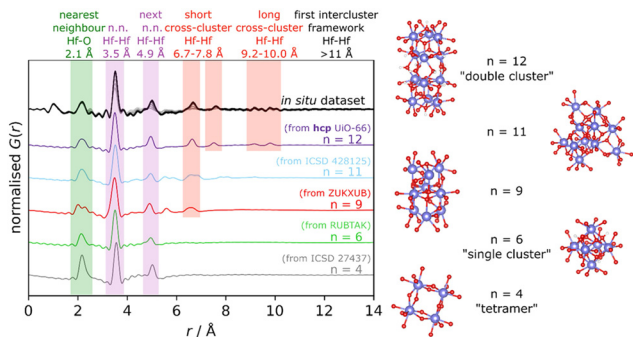 nearest
neighbour
Hf-O
2.1 Å
n.n.
Hf-Hf
3.5 Å
next
n.n.
Hf-Hf
4.9 Å
short
cross-cluster
Hf-Hf
6.7-7.8 Å
long
cross-cluster
Hf-Hf
9.2-10.0 Å
first intercluster
framework
Hf-Hf
>11 Å
normalised G(r)
in situ dataset
(from hcp UiO-66)
n = 12
(from ICSD 428125)
n = 11
(from ZUKXUB)
n = 9
(from RUBTAK)
n = 6
(from ICSD 27437)
n = 4
0 2 4 6 8 10 12 14
r / Å
n = 12
"double cluster"
n = 11
n = 9
n = 6
"single cluster"
n = 4
"tetramer"